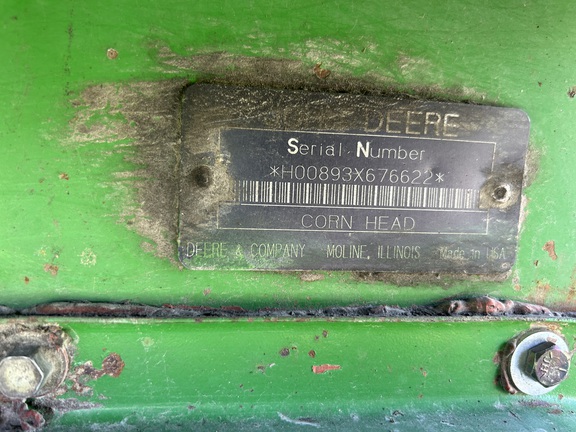 DEERE
Serial Number
*H00893X676622*
CORN HEAD
DEERE & COMPANY MOLINE, ILLINOIS Made in USA